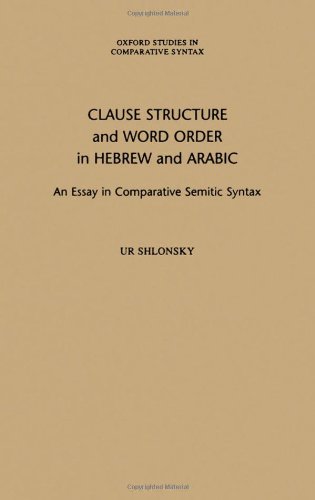 OXFORD STUDIES IN
COMPARATIVE SYNTAX
CLAUSE STRUCTURE
and WORD ORDER
in HEBREW and ARABIC
An Essay in Comparative Semitic Syntax
UR SHLONSKY